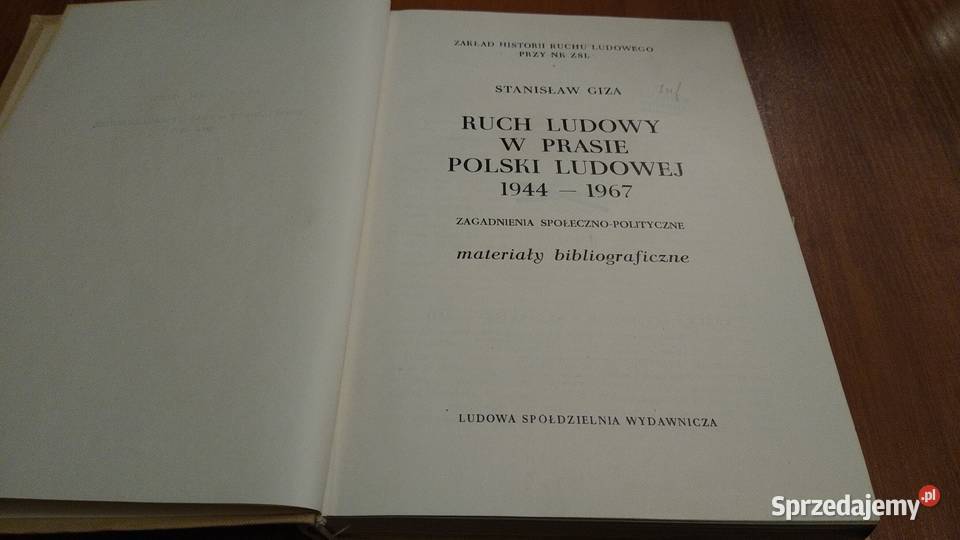 ZAKŁAD HISTORII RUCHU LUDOWEGO
PRZY NK ZSL
STANISŁAW GIZA
RUCH LUDOWY
W PRASIE
POLSKI LUDOWEJ
1944 — 1967
ZAGADNIENIA SPOŁECZNO-POLITYCZNE
materiały bibliograficzne
LUDOWA SPÓŁDZIELNIA WYDAWNICZA
Sprzedajemy.pl